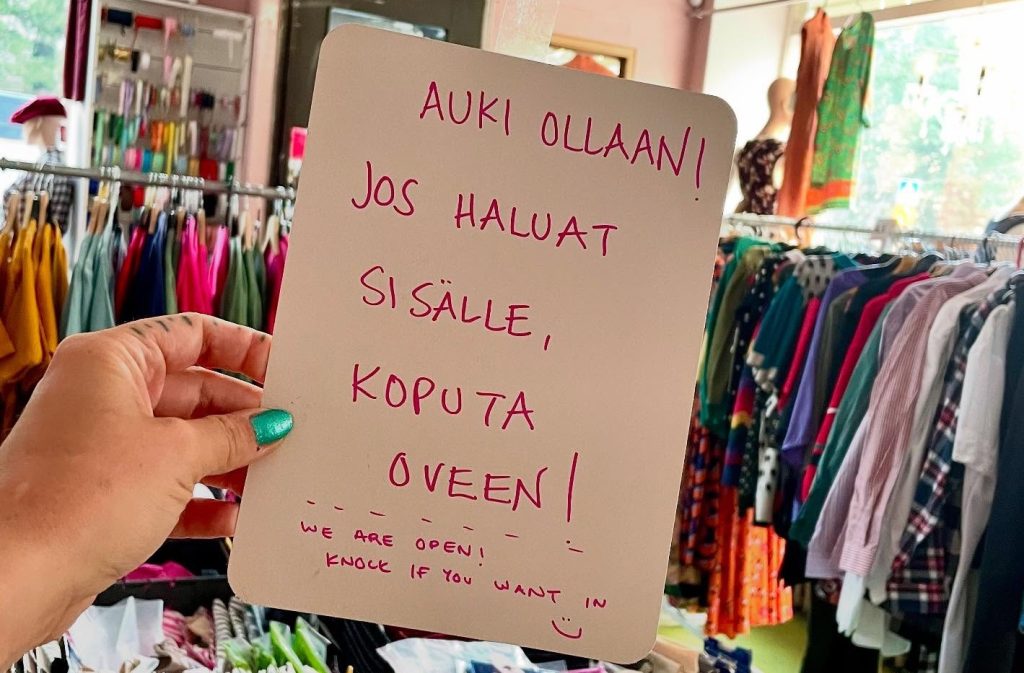 AUKI OLLAAN!
JOS HALUAT
SISÄLLE,
KOPUTA
OVEEN!
WE ARE OPEN!
KNOCK IF YOU WANT IN